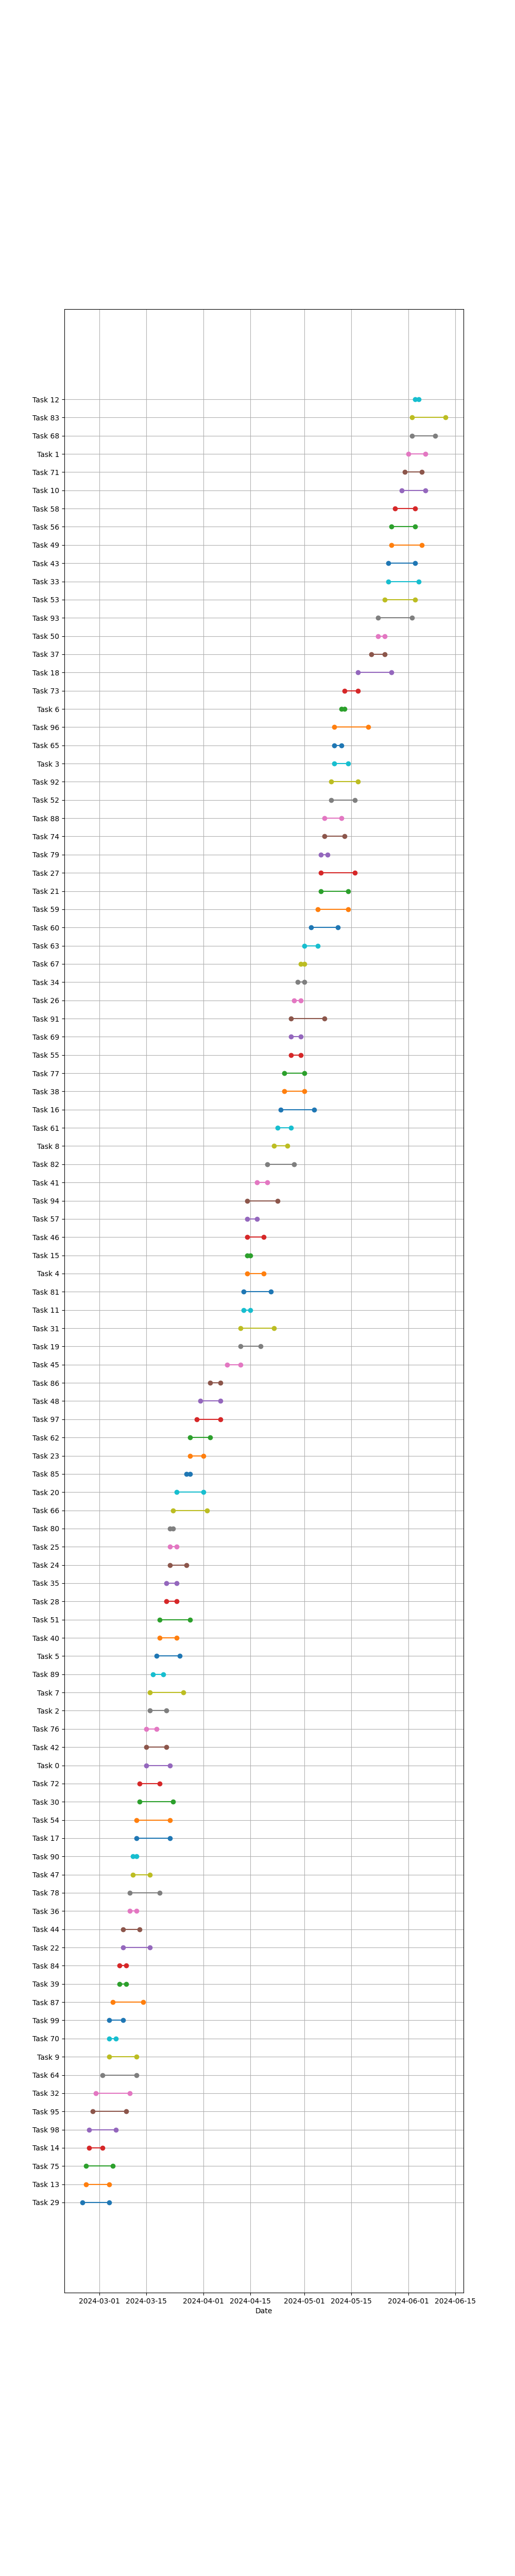 Task 12
Task 83
Task 68
Task 1
Task 71
Task 10
Task 58
Task 56
Task 49
Task 43
Task 33
Task 53
Task 93
Task 50
Task 37
Task 18
Task 73
Task 6
Task 96
Task 65
Task 3
Task 92
Task 52
Task 88
Task 74
Task 79
Task 27
Task 21
Task 59
Task 60
Task 63
Task 67
Task 34
Task 26
Task 91
Task 69
Task 55
Task 77
Task 38
Task 16
Task 61
Task 8
Task 82
Task 41
Task 94
Task 57
Task 46
Task 15
Task 4
Task 81
Task 11
Task 31
Task 19
Task 45
Task 86
Task 48
Task 97
Task 62
Task 23
Task 85
Task 20
Task 66
Task 80
Task 25
Task 24
Task 35
Task 28
Task 51
Task 40
Task 5
Task 89
Task 7
Task 2
Task 76
Task 42
Task 0
Task 72
Task 30
Task 54
Task 17
Task 90
Task 47
Task 78
Task 36
Task 44
Task 22
Task 84
Task 39
Task 87
Task 99
Task 70
Task 9
Task 64
Task 32
Task 95
Task 98
Task 14
Task 75
Task 13
Task 29
2024-03-01 2024-03-15 2024-04-01 2024-04-15 2024-05-01 2024-05-15 2024-06-01 2024-06-15
Date